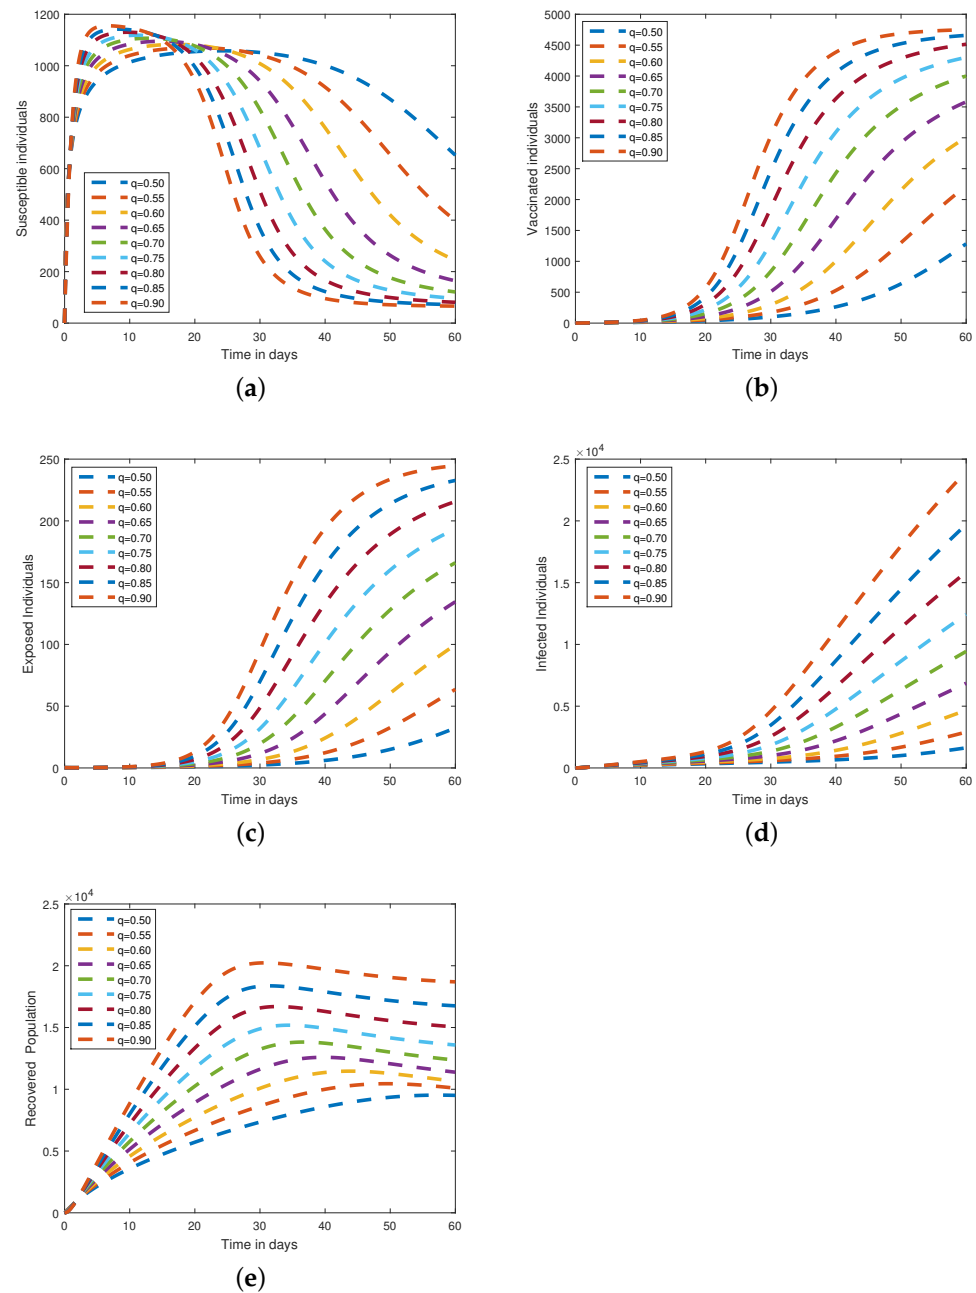 1200
1000
800
600
400
200
0
Susceptible individuals
q=0.50
q=0.55
q=0.60
q=0.65
q=0.70
q=0.75
q=0.80
q=0.85
q=0.90
0 10 20 30 40 50 60
Time in days
(a)
5000
4500
4000
3500
3000
2500
2000
1500
1000
500
0
Vaccinated individuals
q=0.50
q=0.55
q=0.60
q=0.65
q=0.70
q=0.75
q=0.80
q=0.85
q=0.90
0 10 20 30 40 50 60
Time in days
(b)
250
200
150
100
50
0
Exposed Individuals
q=0.50
q=0.55
q=0.60
q=0.65
q=0.70
q=0.75
q=0.80
q=0.85
q=0.90
0 10 20 30 40 50 60
Time in days
(c)
×10⁴
2.5
2
1.5
1
0.5
0
Infected Individuals
q=0.50
q=0.55
q=0.60
q=0.65
q=0.70
q=0.75
q=0.80
q=0.85
q=0.90
0 10 20 30 40 50 60
Time in days
(d)
×10⁴
2.5
2
1.5
1
0.5
0
Recovered Population
q=0.50
q=0.55
q=0.60
q=0.65
q=0.70
q=0.75
q=0.80
q=0.85
q=0.90
0 10 20 30 40 50 60
Time in days
(e)